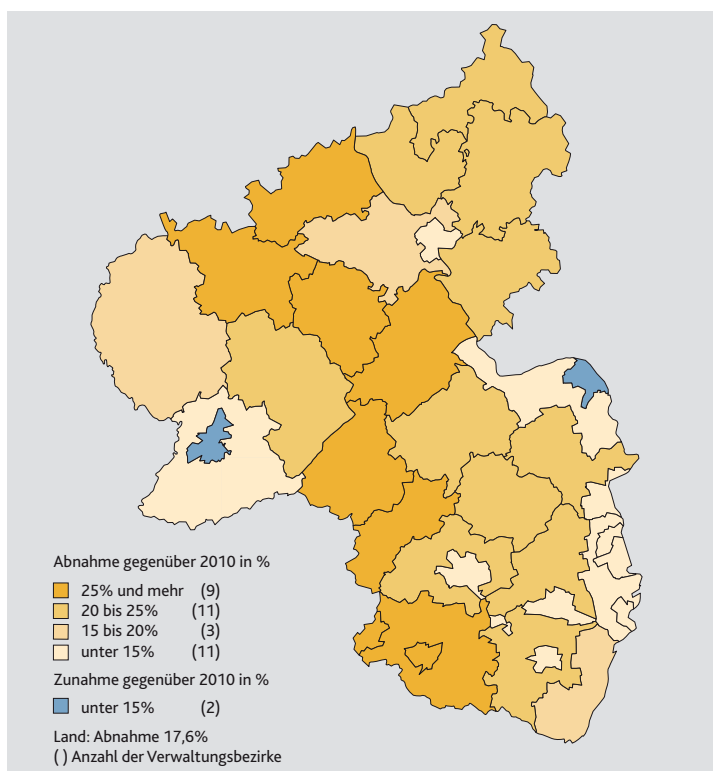 Abnahme gegenüber 2010 in %
25% und mehr (9)
20 bis 25% (11)
15 bis 20% (3)
unter 15% (11)
Zunahme gegenüber 2010 in %
unter 15% (2)
Land: Abnahme 17,6%
( ) Anzahl der Verwaltungsbezirke